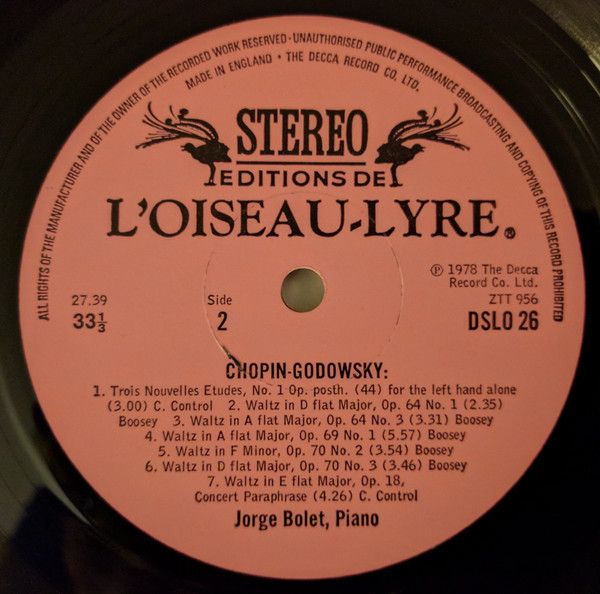 ALL RIGHTS OF THE MANUFACTURER AND OF THE OWNER OF THE RECORDED WORK RESERVED · UNAUTHORISED PUBLIC PERFORMANCE BROADCASTING AND COPYING OF THIS RECORD PROHIBITED
MADE IN ENGLAND · THE DECCA RECORD CO, LTD.
STEREO
EDITIONS DE
L'OISEAU-LYRE®
℗ 1978 The Decca
Record Co. Ltd.
27.39
Side
ZTT 956
33⅓
2
DSLO 26
CHOPIN-GODOWSKY:
1. Trois Nouvelles Etudes, No. 1 Op. posth. (44) for the left hand alone
(3.00) C. Control 2. Waltz in D flat Major, Op. 64 No. 1 (2.35)
Boosey 3. Waltz in A flat Major, Op. 64 No. 3 (3.31) Boosey
4. Waltz in A flat Major, Op. 69 No. 1 (5.57) Boosey
5. Waltz in F Minor, Op. 70 No. 2 (3.54) Boosey
6. Waltz in D flat Major, Op. 70 No. 3 (3.46) Boosey
7. Waltz in E flat Major, Op. 18,
Concert Paraphrase (4.26) C. Control
Jorge Bolet, Piano